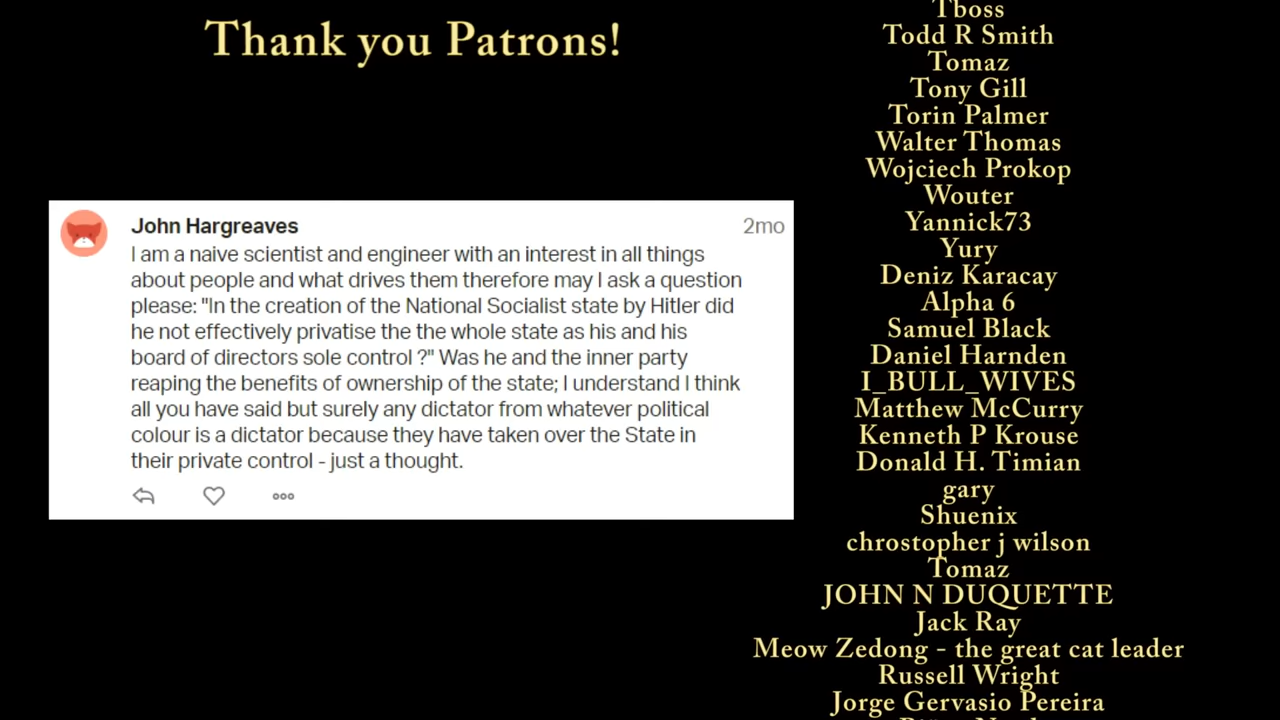 Thank you Patrons!
John Hargreaves
2mo
I am a naive scientist and engineer with an interest in all things
about people and what drives them therefore may I ask a question
please: "In the creation of the National Socialist state by Hitler did
he not effectively privatise the the whole state as his and his
board of directors sole control ?" Was he and the inner party
reaping the benefits of ownership of the state; I understand I think
all you have said but surely any dictator from whatever political
colour is a dictator because they have taken over the State in
their private control - just a thought.
Tboss
Todd R Smith
Tomaz
Tony Gill
Torin Palmer
Walter Thomas
Wojciech Prokop
Wouter
Yannick73
Yury
Deniz Karacay
Alpha 6
Samuel Black
Daniel Harnden
I_BULL_WIVES
Matthew McCurry
Kenneth P Krouse
Donald H. Timian
gary
Shuenix
chrostopher j wilson
Tomaz
JOHN N DUQUETTE
Jack Ray
Meow Zedong - the great cat leader
Russell Wright
Jorge Gervasio Pereira